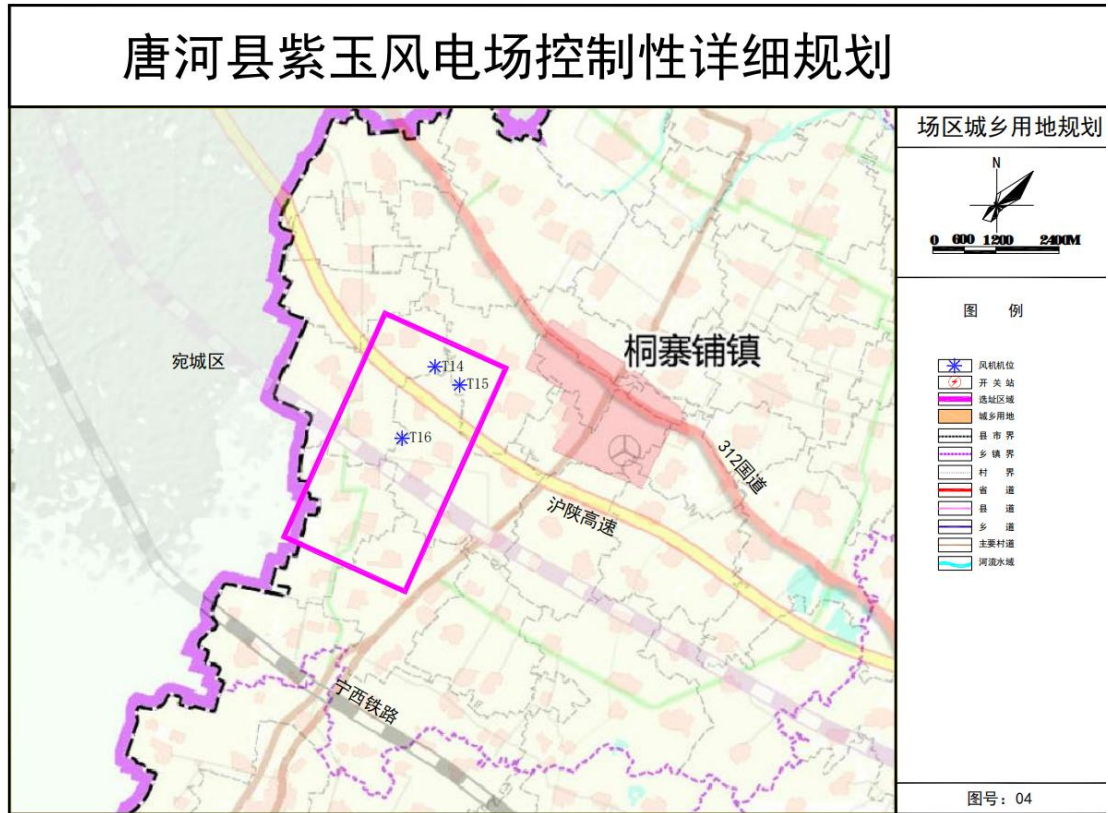 唐河县紫玉风电场控制性详细规划
场区城乡用地规划
N
0 600 1200 2400M
图 例
风机机位
开关站
选址区域
城乡用地
县市界
乡镇界
村 界
省 道
县 道
乡 道
主要村道
河流水域
宛城区
桐寨铺镇
T14
T15
T16
312国道
沪陕高速
宁西铁路
图号：04